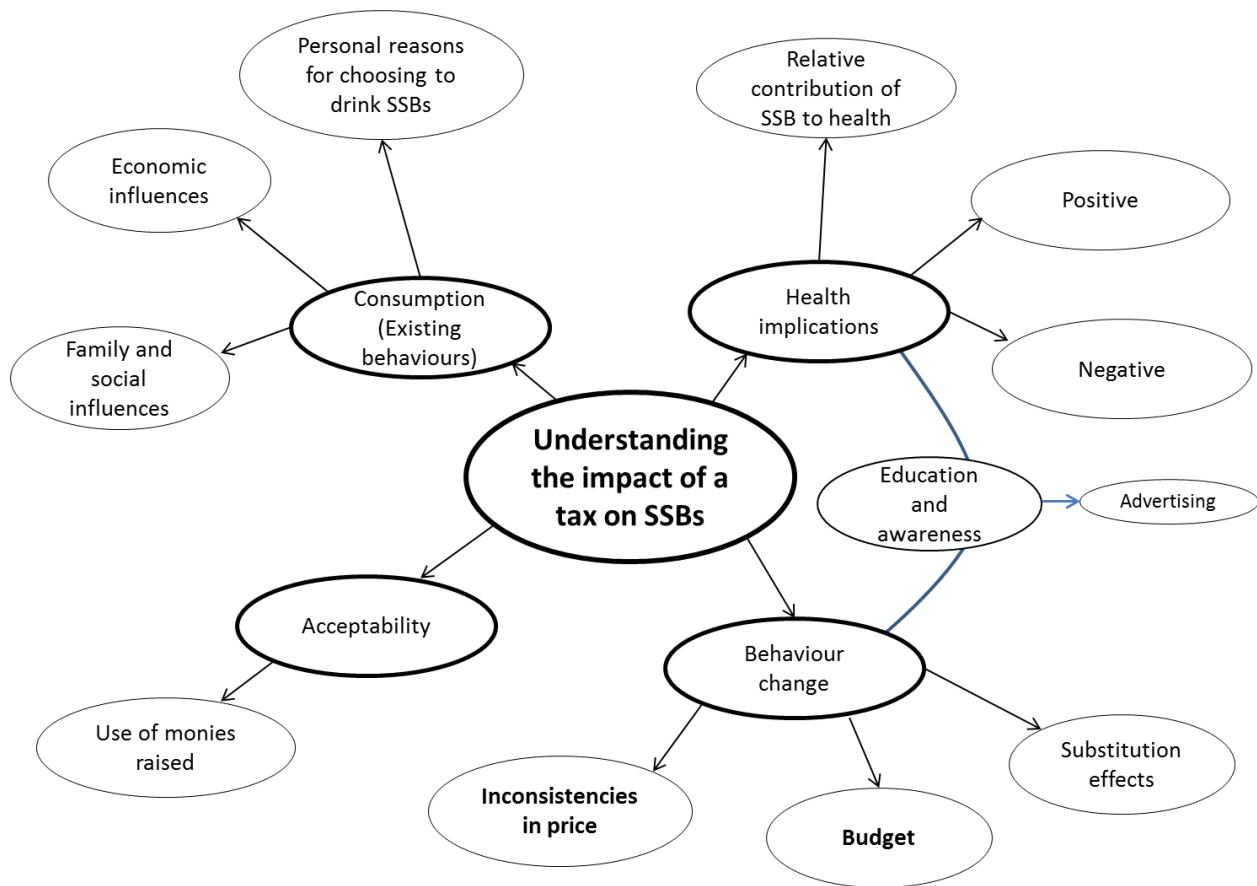 Personal reasons
for choosing to
drink SSBs
Relative
contribution of
SSB to health
Economic
influences
Positive
Consumption
(Existing
behaviours)
Health
implications
Family and
social
influences
Negative
Understanding
the impact of a
tax on SSBs
Education
and
awareness
Advertising
Acceptability
Behaviour
change
Use of monies
raised
Substitution
effects
Inconsistencies
in price
Budget